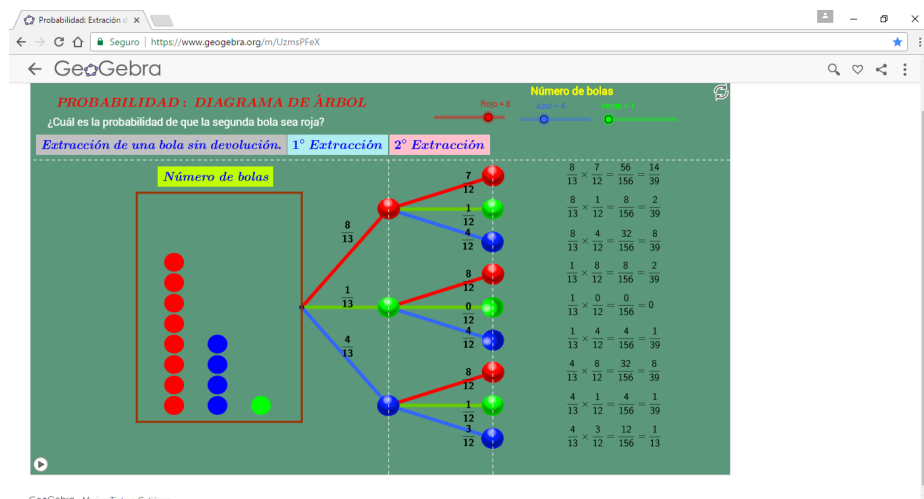 Probabilidad: Extración d
Seguro | https://www.geogebra.org/m/UzmsPFeX
GeoGebra
PROBABILIDAD : DIAGRAMA DE ÁRBOL
¿Cuál es la probabilidad de que la segunda bola sea roja?
Número de bolas
Rojo = 8 Azul = 4 Verde = 1
Extracción de una bola sin devolución. 1° Extracción 2° Extracción
Número de bolas
8/13
1/13
4/13
7/12
1/12
4/12
8/12
0/12
4/12
8/12
1/12
3/12
8/13 × 7/12 = 56/156 = 14/39
8/13 × 1/12 = 8/156 = 2/39
8/13 × 4/12 = 32/156 = 8/39
1/13 × 8/12 = 8/156 = 2/39
1/13 × 0/12 = 0/156 = 0
1/13 × 4/12 = 4/156 = 1/39
4/13 × 8/12 = 32/156 = 8/39
4/13 × 1/12 = 4/156 = 1/39
4/13 × 3/12 = 12/156 = 1/13